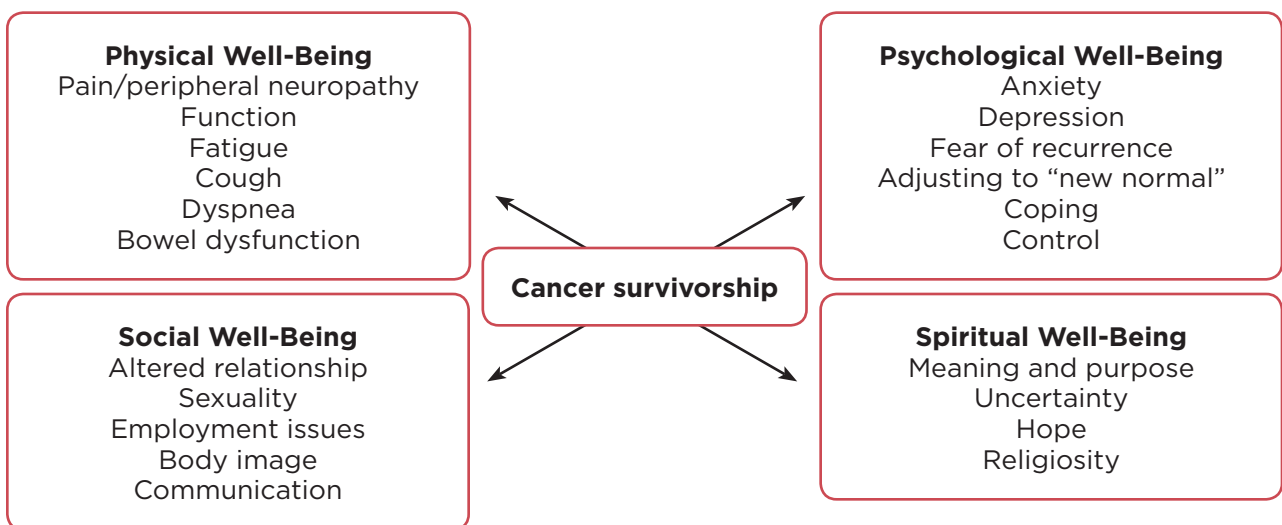 Physical Well-Being
Pain/peripheral neuropathy
Function
Fatigue
Cough
Dyspnea
Bowel dysfunction
Psychological Well-Being
Anxiety
Depression
Fear of recurrence
Adjusting to “new normal”
Coping
Control
Cancer survivorship
Social Well-Being
Altered relationship
Sexuality
Employment issues
Body image
Communication
Spiritual Well-Being
Meaning and purpose
Uncertainty
Hope
Religiosity